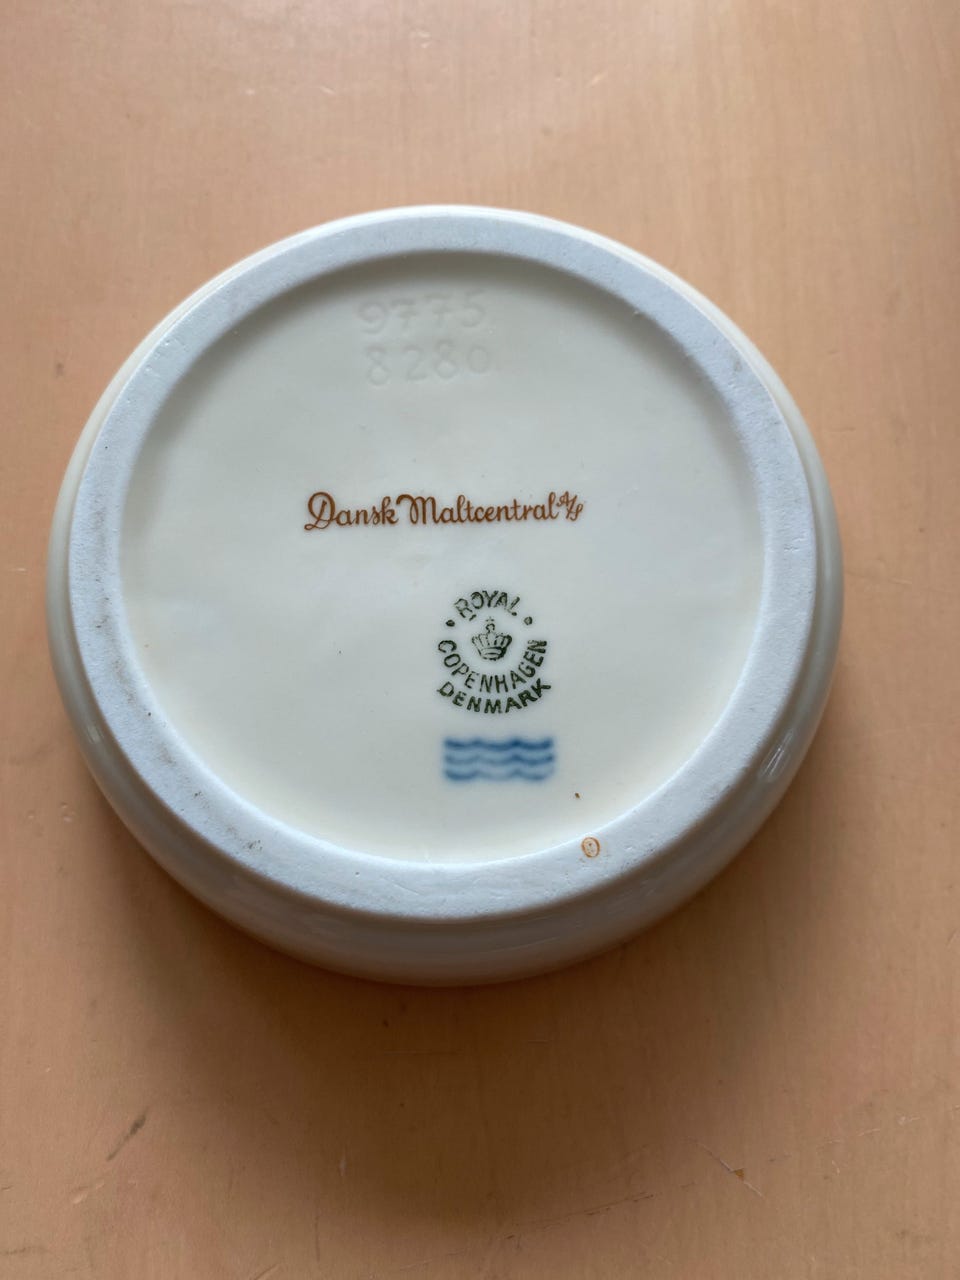 9775
8280
Dansk Maltcentral A/S
ROYAL
COPENHAGEN
DENMARK